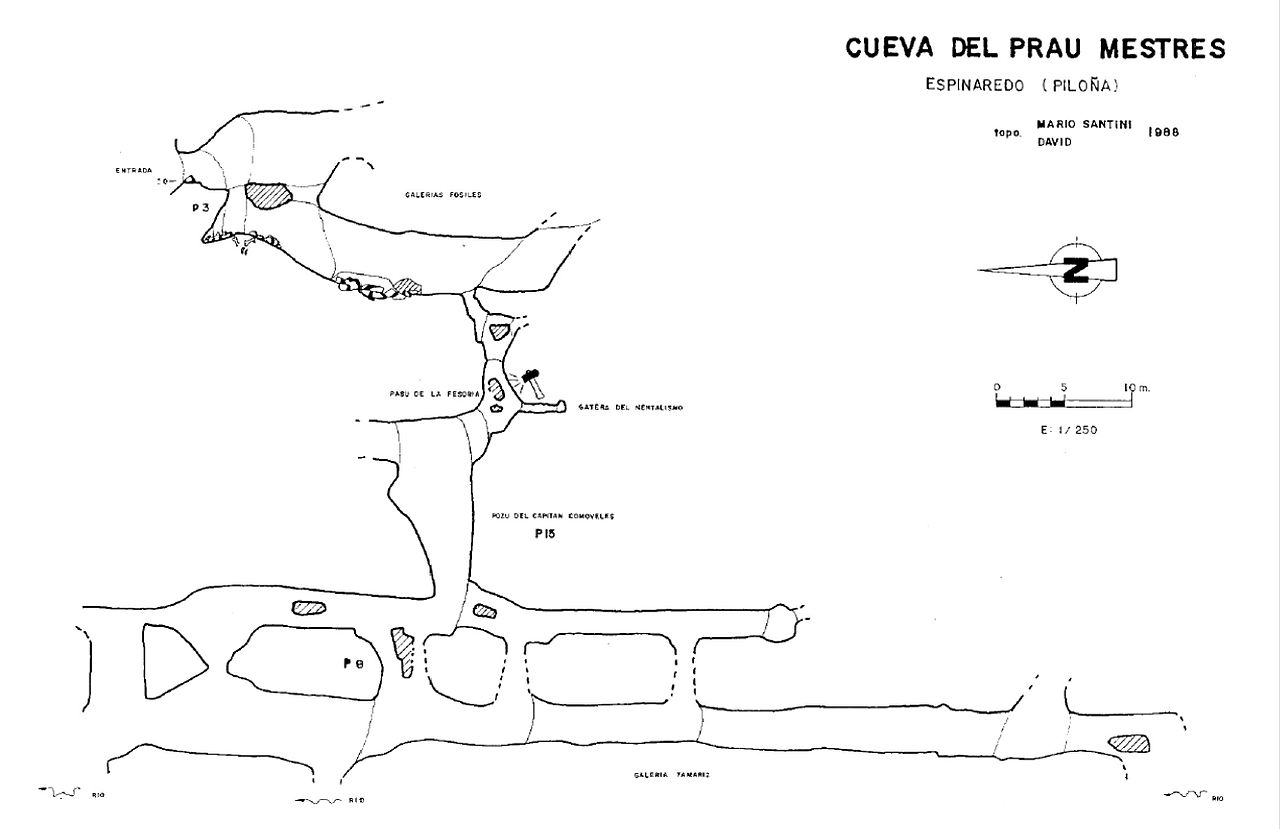 CUEVA DEL PRAU MESTRES
ESPINAREDO (PILOÑA)
topo. MARIO SANTINI 1988
DAVID
ENTRADA
P3
GALERIAS FOSILES
N
PASU DE LA FESORIA
GATERA DEL MENTALISMO
0 5 10 m.
E: 1/250
POZU DEL CAPITAN COMOVELES
P15
P8
GALERIA TAMARIZ
RIO
RIO
RIO